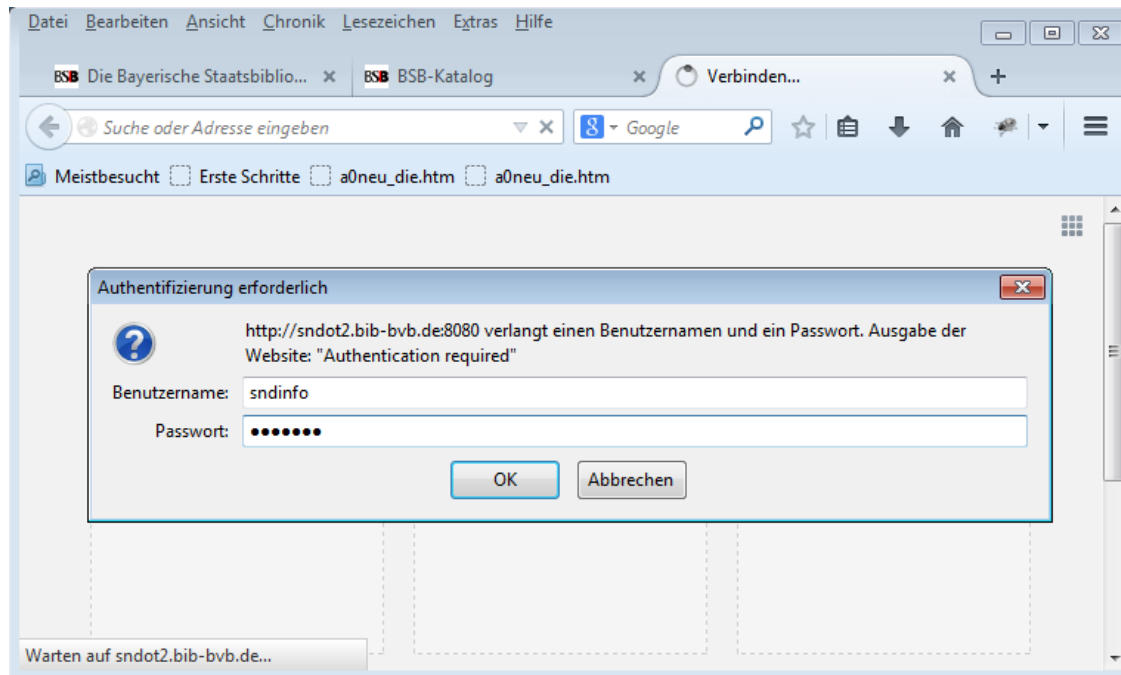 Datei Bearbeiten Ansicht Chronik Lesezeichen Extras Hilfe
BSB Die Bayerische Staatsbiblio... BSB BSB-Katalog Verbinden...
Suche oder Adresse eingeben 8 Google
Meistbesucht Erste Schritte a0neu_die.htm a0neu_die.htm
Authentifizierung erforderlich
http://sndot2.bib-bvb.de:8080 verlangt einen Benutzernamen und ein Passwort. Ausgabe der
Website: "Authentication required"
Benutzername: sndinfo
Passwort: •••••••
OK Abbrechen
Warten auf sndot2.bib-bvb.de...